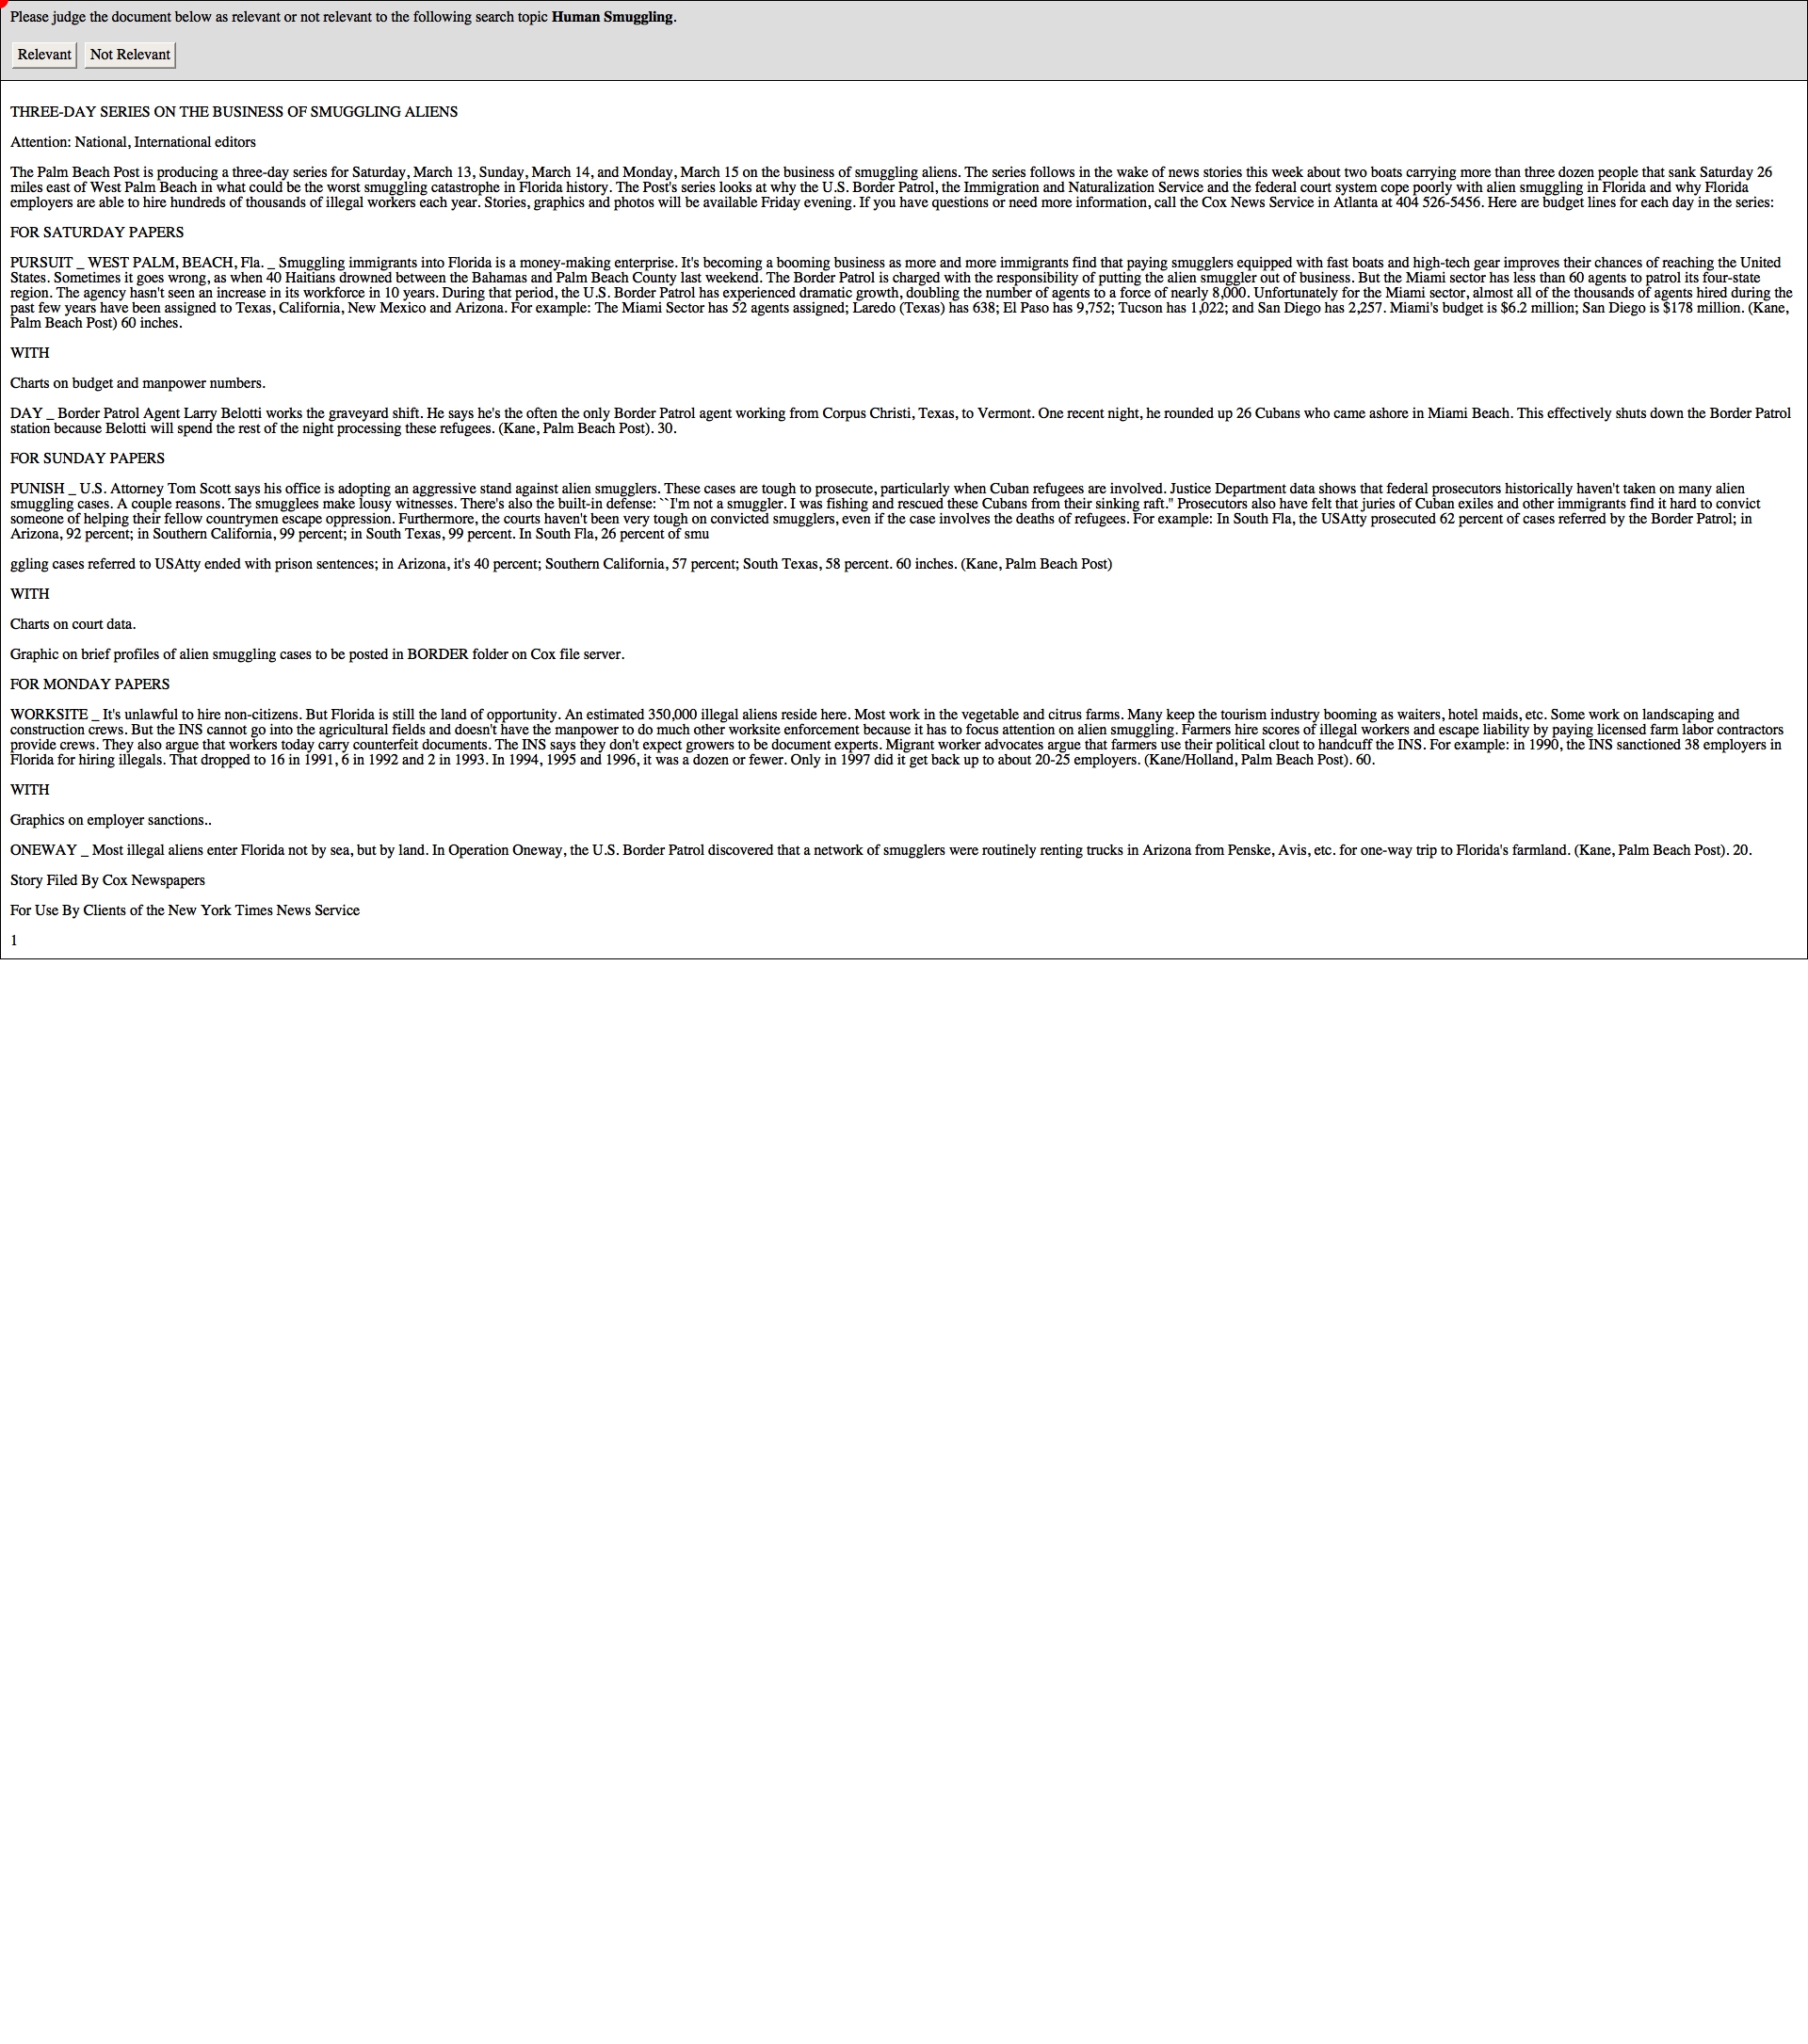 Please judge the document below as relevant or not relevant to the following search topic Human Smuggling.
Relevant Not Relevant
THREE-DAY SERIES ON THE BUSINESS OF SMUGGLING ALIENS
Attention: National, International editors
The Palm Beach Post is producing a three-day series for Saturday, March 13, Sunday, March 14, and Monday, March 15 on the business of smuggling aliens. The series follows in the wake of news stories this week about two boats carrying more than three dozen people that sank Saturday 26
miles east of West Palm Beach in what could be the worst smuggling catastrophe in Florida history. The Post's series looks at why the U.S. Border Patrol, the Immigration and Naturalization Service and the federal court system cope poorly with alien smuggling in Florida and why Florida
employers are able to hire hundreds of thousands of illegal workers each year. Stories, graphics and photos will be available Friday evening. If you have questions or need more information, call the Cox News Service in Atlanta at 404 526-5456. Here are budget lines for each day in the series:
FOR SATURDAY PAPERS
PURSUIT _ WEST PALM, BEACH, Fla. _ Smuggling immigrants into Florida is a money-making enterprise. It's becoming a booming business as more and more immigrants find that paying smugglers equipped with fast boats and high-tech gear improves their chances of reaching the United
States. Sometimes it goes wrong, as when 40 Haitians drowned between the Bahamas and Palm Beach County last weekend. The Border Patrol is charged with the responsibility of putting the alien smuggler out of business. But the Miami sector has less than 60 agents to patrol its four-state
region. The agency hasn't seen an increase in its workforce in 10 years. During that period, the U.S. Border Patrol has experienced dramatic growth, doubling the number of agents to a force of nearly 8,000. Unfortunately for the Miami sector, almost all of the thousands of agents hired during the
past few years have been assigned to Texas, California, New Mexico and Arizona. For example: The Miami Sector has 52 agents assigned; Laredo (Texas) has 638; El Paso has 9,752; Tucson has 1,022; and San Diego has 2,257. Miami's budget is $6.2 million; San Diego is $178 million. (Kane,
Palm Beach Post) 60 inches.
WITH
Charts on budget and manpower numbers.
DAY _ Border Patrol Agent Larry Belotti works the graveyard shift. He says he's the often the only Border Patrol agent working from Corpus Christi, Texas, to Vermont. One recent night, he rounded up 26 Cubans who came ashore in Miami Beach. This effectively shuts down the Border Patrol
station because Belotti will spend the rest of the night processing these refugees. (Kane, Palm Beach Post). 30.
FOR SUNDAY PAPERS
PUNISH _ U.S. Attorney Tom Scott says his office is adopting an aggressive stand against alien smugglers. These cases are tough to prosecute, particularly when Cuban refugees are involved. Justice Department data shows that federal prosecutors historically haven't taken on many alien
smuggling cases. A couple reasons. The smugglees make lousy witnesses. There's also the built-in defense: ``I'm not a smuggler. I was fishing and rescued these Cubans from their sinking raft.'' Prosecutors also have felt that juries of Cuban exiles and other immigrants find it hard to convict
someone of helping their fellow countrymen escape oppression. Furthermore, the courts haven't been very tough on convicted smugglers, even if the case involves the deaths of refugees. For example: In South Fla, the USAtty prosecuted 62 percent of cases referred by the Border Patrol; in
Arizona, 92 percent; in Southern California, 99 percent; in South Texas, 99 percent. In South Fla, 26 percent of smu
ggling cases referred to USAtty ended with prison sentences; in Arizona, it's 40 percent; Southern California, 57 percent; South Texas, 58 percent. 60 inches. (Kane, Palm Beach Post)
WITH
Charts on court data.
Graphic on brief profiles of alien smuggling cases to be posted in BORDER folder on Cox file server.
FOR MONDAY PAPERS
WORKSITE _ It's unlawful to hire non-citizens. But Florida is still the land of opportunity. An estimated 350,000 illegal aliens reside here. Most work in the vegetable and citrus farms. Many keep the tourism industry booming as waiters, hotel maids, etc. Some work on landscaping and
construction crews. But the INS cannot go into the agricultural fields and doesn't have the manpower to do much other worksite enforcement because it has to focus attention on alien smuggling. Farmers hire scores of illegal workers and escape liability by paying licensed farm labor contractors
provide crews. They also argue that workers today carry counterfeit documents. The INS says they don't expect growers to be document experts. Migrant worker advocates argue that farmers use their political clout to handcuff the INS. For example: in 1990, the INS sanctioned 38 employers in
Florida for hiring illegals. That dropped to 16 in 1991, 6 in 1992 and 2 in 1993. In 1994, 1995 and 1996, it was a dozen or fewer. Only in 1997 did it get back up to about 20-25 employers. (Kane/Holland, Palm Beach Post). 60.
WITH
Graphics on employer sanctions..
ONEWAY _ Most illegal aliens enter Florida not by sea, but by land. In Operation Oneway, the U.S. Border Patrol discovered that a network of smugglers were routinely renting trucks in Arizona from Penske, Avis, etc. for one-way trip to Florida's farmland. (Kane, Palm Beach Post). 20.
Story Filed By Cox Newspapers
For Use By Clients of the New York Times News Service
1